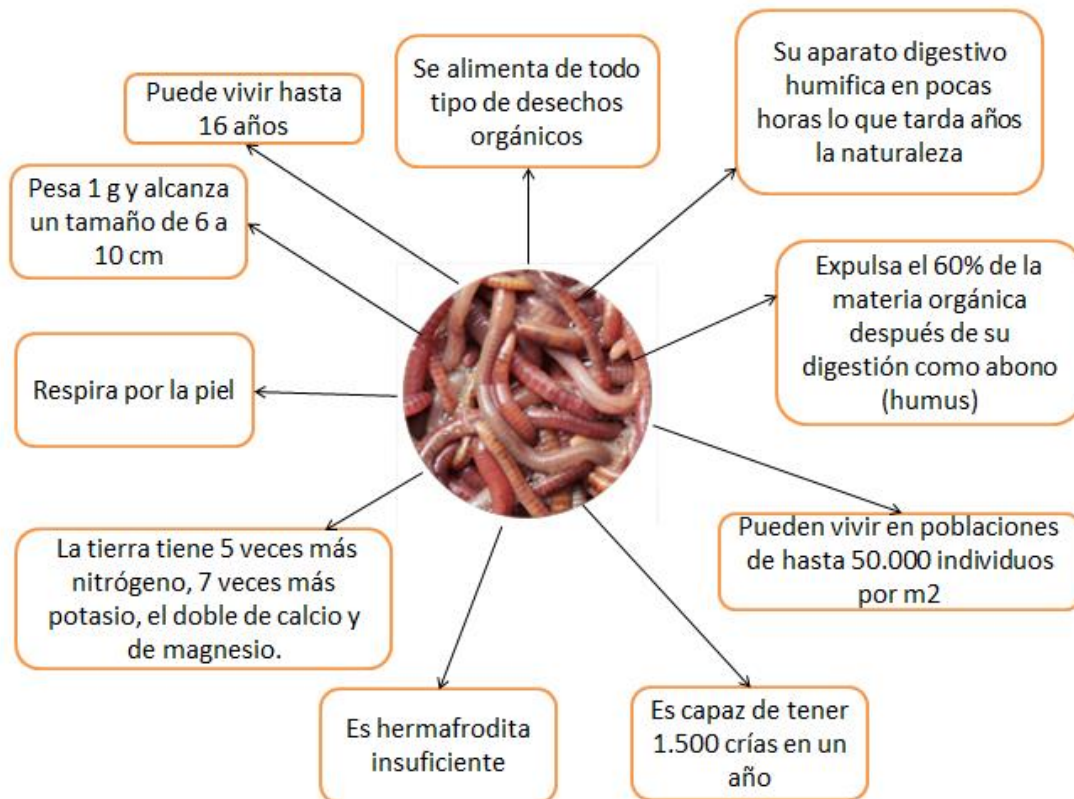 Puede vivir hasta
16 años
Se alimenta de todo
tipo de desechos
orgánicos
Su aparato digestivo
humifica en pocas
horas lo que tarda años
la naturaleza
Pesa 1 g y alcanza
un tamaño de 6 a
10 cm
Expulsa el 60% de la
materia orgánica
después de su
digestión como abono
(humus)
Respira por la piel
La tierra tiene 5 veces más
nitrógeno, 7 veces más
potasio, el doble de calcio y
de magnesio.
Pueden vivir en poblaciones
de hasta 50.000 individuos
por m2
Es hermafrodita
insuficiente
Es capaz de tener
1.500 crías en un
año